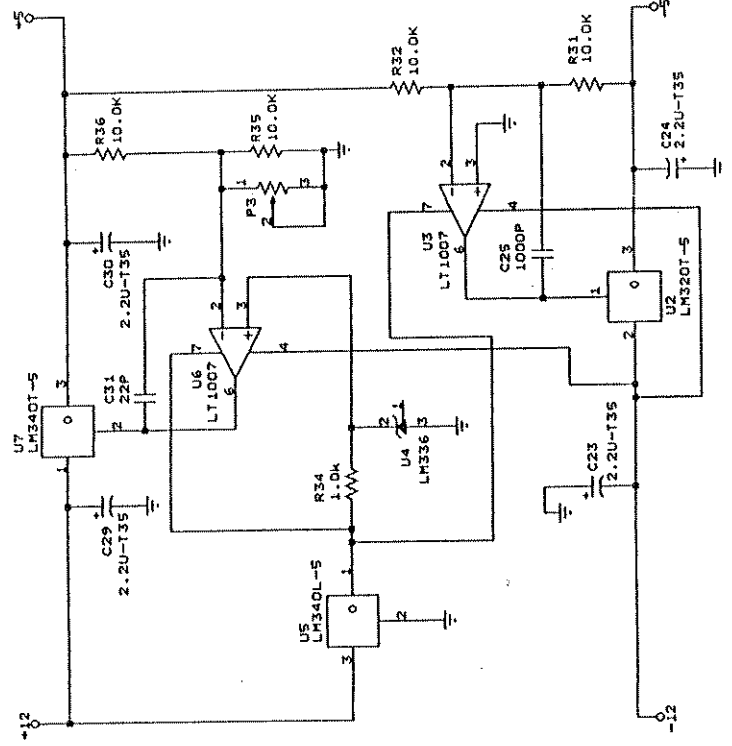 +12
+5
U7
LM340T-5
1
3
2
C29
2.2U-T35
C30
2.2U-T35
C31
22P
R36
10.0K
R35
10.0K
P3
1
2
3
R32
10.0K
R31
10.0K
U6
LT1007
2
3
7
4
6
U5
LM340L-5
3
1
2
R34
1.0k
U4
LM336
2
1
3
U3
LT1007
2
3
7
4
6
C25
1000P
U2
LM320T-5
1
2
3
C23
2.2U-T35
C24
2.2U-T35
-12